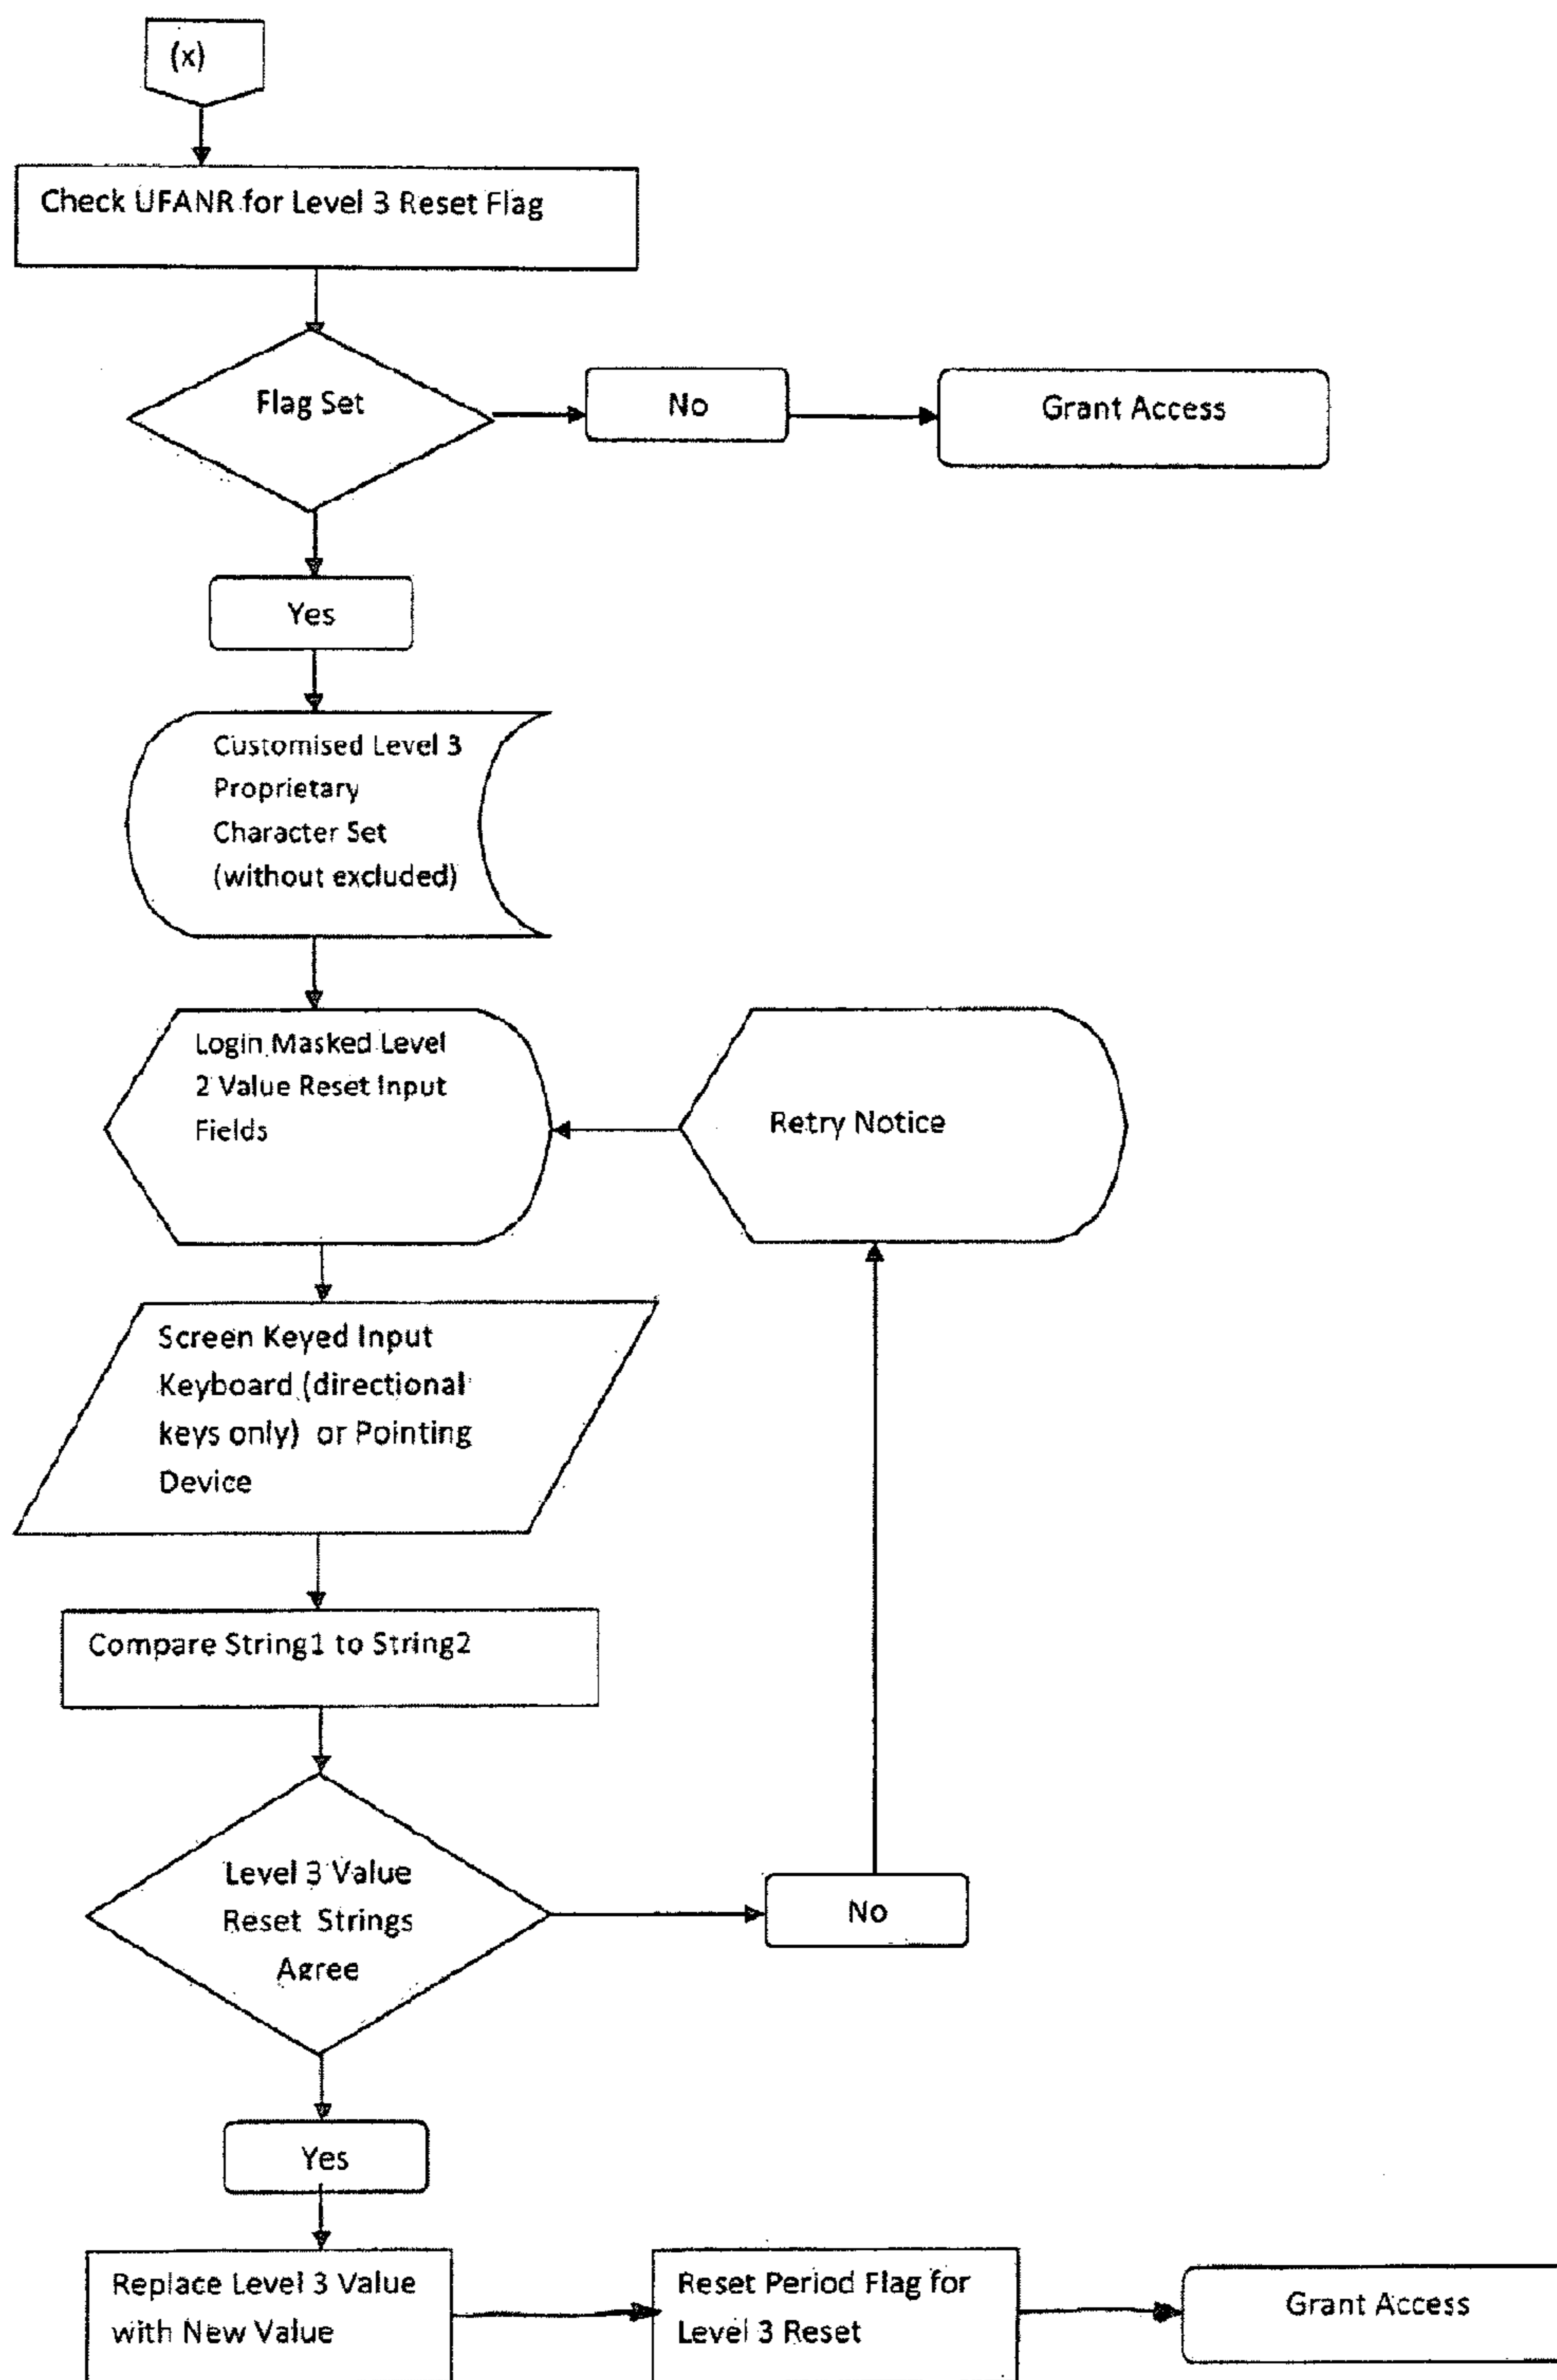 (x)
Check UFANR for Level 3 Reset Flag
Flag Set
No
Grant Access
Yes
Customised Level 3
Proprietary
Character Set
(without excluded)
Login Masked Level
2 Value Reset Input
Fields
Retry Notice
Screen Keyed Input
Keyboard (directional
keys only) or Pointing
Device
Compare String1 to String2
Level 3 Value
Reset Strings
Agree
No
Yes
Replace Level 3 Value
with New Value
Reset Period Flag for
Level 3 Reset
Grant Access